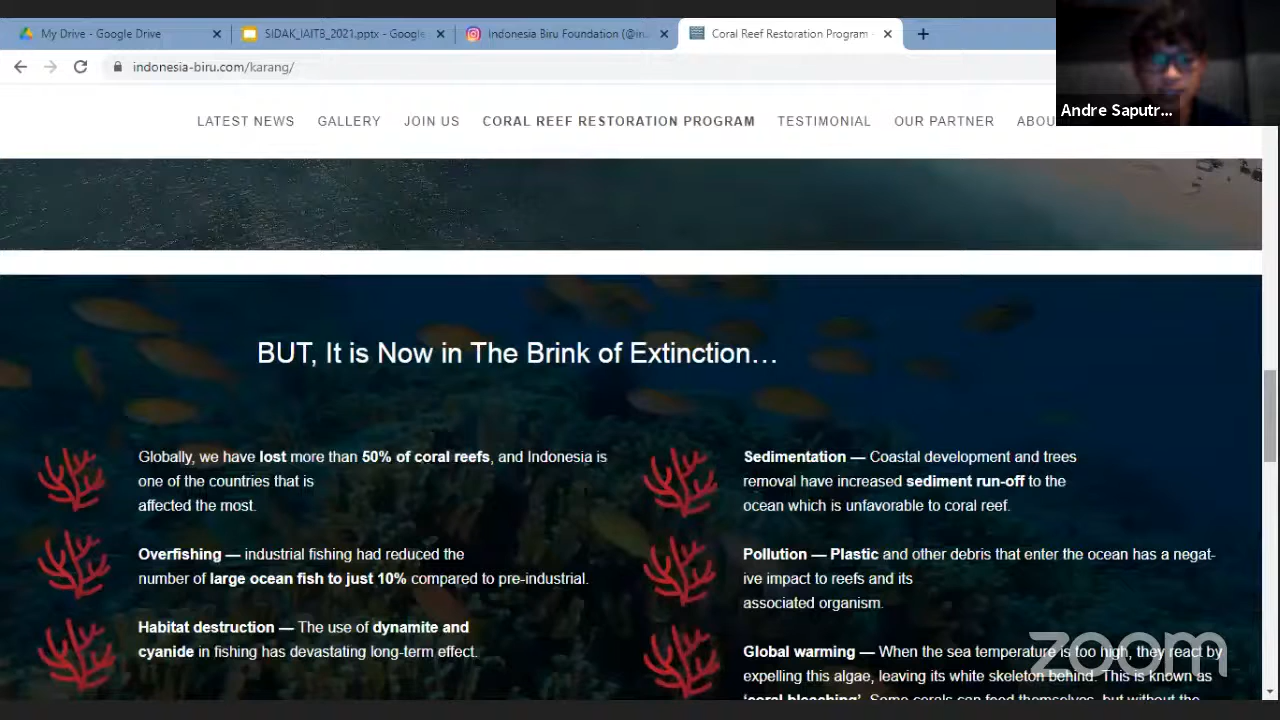 My Drive - Google Drive
SIDAK_IAITB_2021.pptx - Google
Indonesia Biru Foundation (@in
Coral Reef Restoration Program -
indonesia-biru.com/karang/
Andre Saputr...
LATEST NEWS
GALLERY
JOIN US
CORAL REEF RESTORATION PROGRAM
TESTIMONIAL
OUR PARTNER
ABOU
BUT, It is Now in The Brink of Extinction...
Globally, we have lost more than 50% of coral reefs, and Indonesia is
one of the countries that is
affected the most.
Overfishing — industrial fishing had reduced the
number of large ocean fish to just 10% compared to pre-industrial.
Habitat destruction — The use of dynamite and
cyanide in fishing has devastating long-term effect.
Sedimentation — Coastal development and trees
removal have increased sediment run-off to the
ocean which is unfavorable to coral reef.
Pollution — Plastic and other debris that enter the ocean has a negat-
ive impact to reefs and its
associated organism.
Global warming — When the sea temperature is too high, they react by
expelling this algae, leaving its white skeleton behind. This is known as
'coral bleaching'. Some corals can feed themselves, but without the
zoom